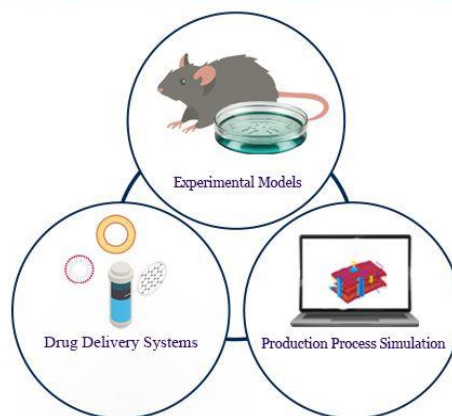 Experimental Models
Drug Delivery Systems
Production Process Simulation